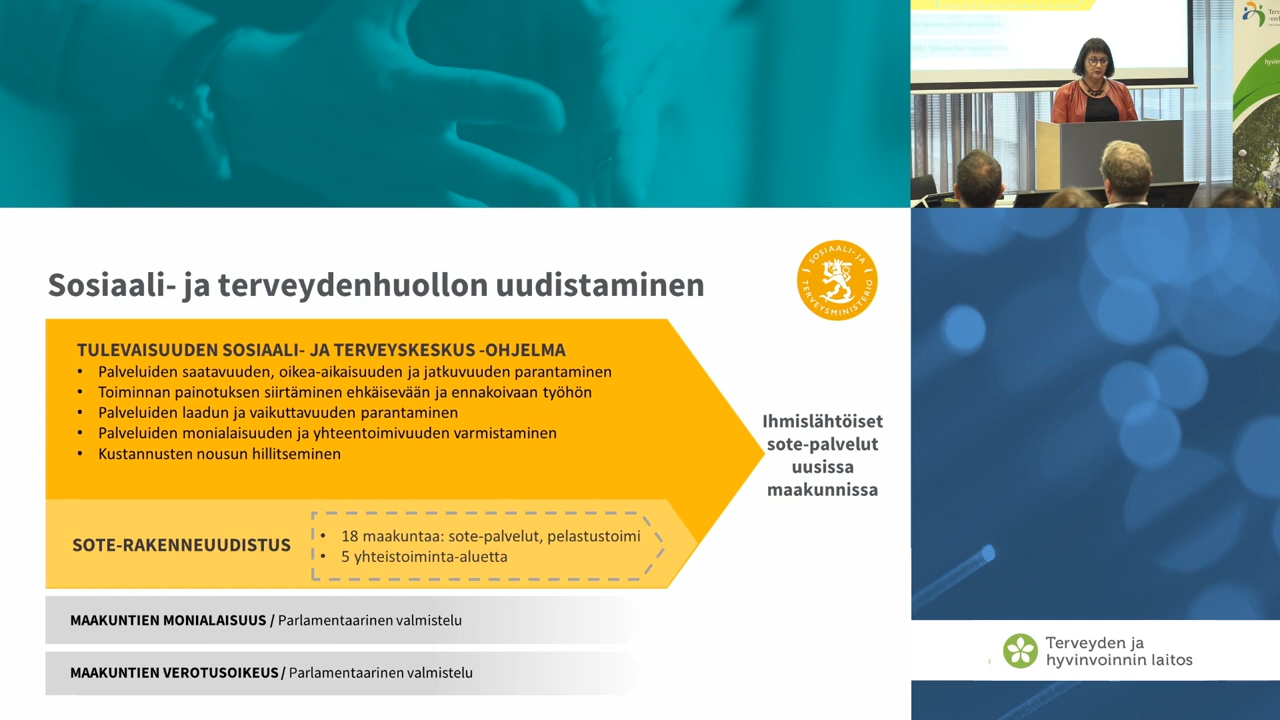 Sosiaali- ja terveydenhuollon uudistaminen
SOSIAALI- JA
TERVEYSMINISTERIÖ
TULEVAISUUDEN SOSIAALI- JA TERVEYSKESKUS -OHJELMA
• Palveluiden saatavuuden, oikea-aikaisuuden ja jatkuvuuden parantaminen
• Toiminnan painotuksen siirtäminen ehkäisevään ja ennakoivaan työhön
• Palveluiden laadun ja vaikuttavuuden parantaminen
• Palveluiden monialaisuuden ja yhteentoimivuuden varmistaminen
• Kustannusten nousun hillitseminen
Ihmislähtöiset
sote-palvelut
uusissa
maakunnissa
SOTE-RAKENNEUUDISTUS
• 18 maakuntaa: sote-palvelut, pelastustoimi
• 5 yhteistoiminta-aluetta
MAAKUNTIEN MONIALAISUUS / Parlamentaarinen valmistelu
MAAKUNTIEN VEROTUSOIKEUS / Parlamentaarinen valmistelu
Terveyden ja
hyvinvoinnin laitos